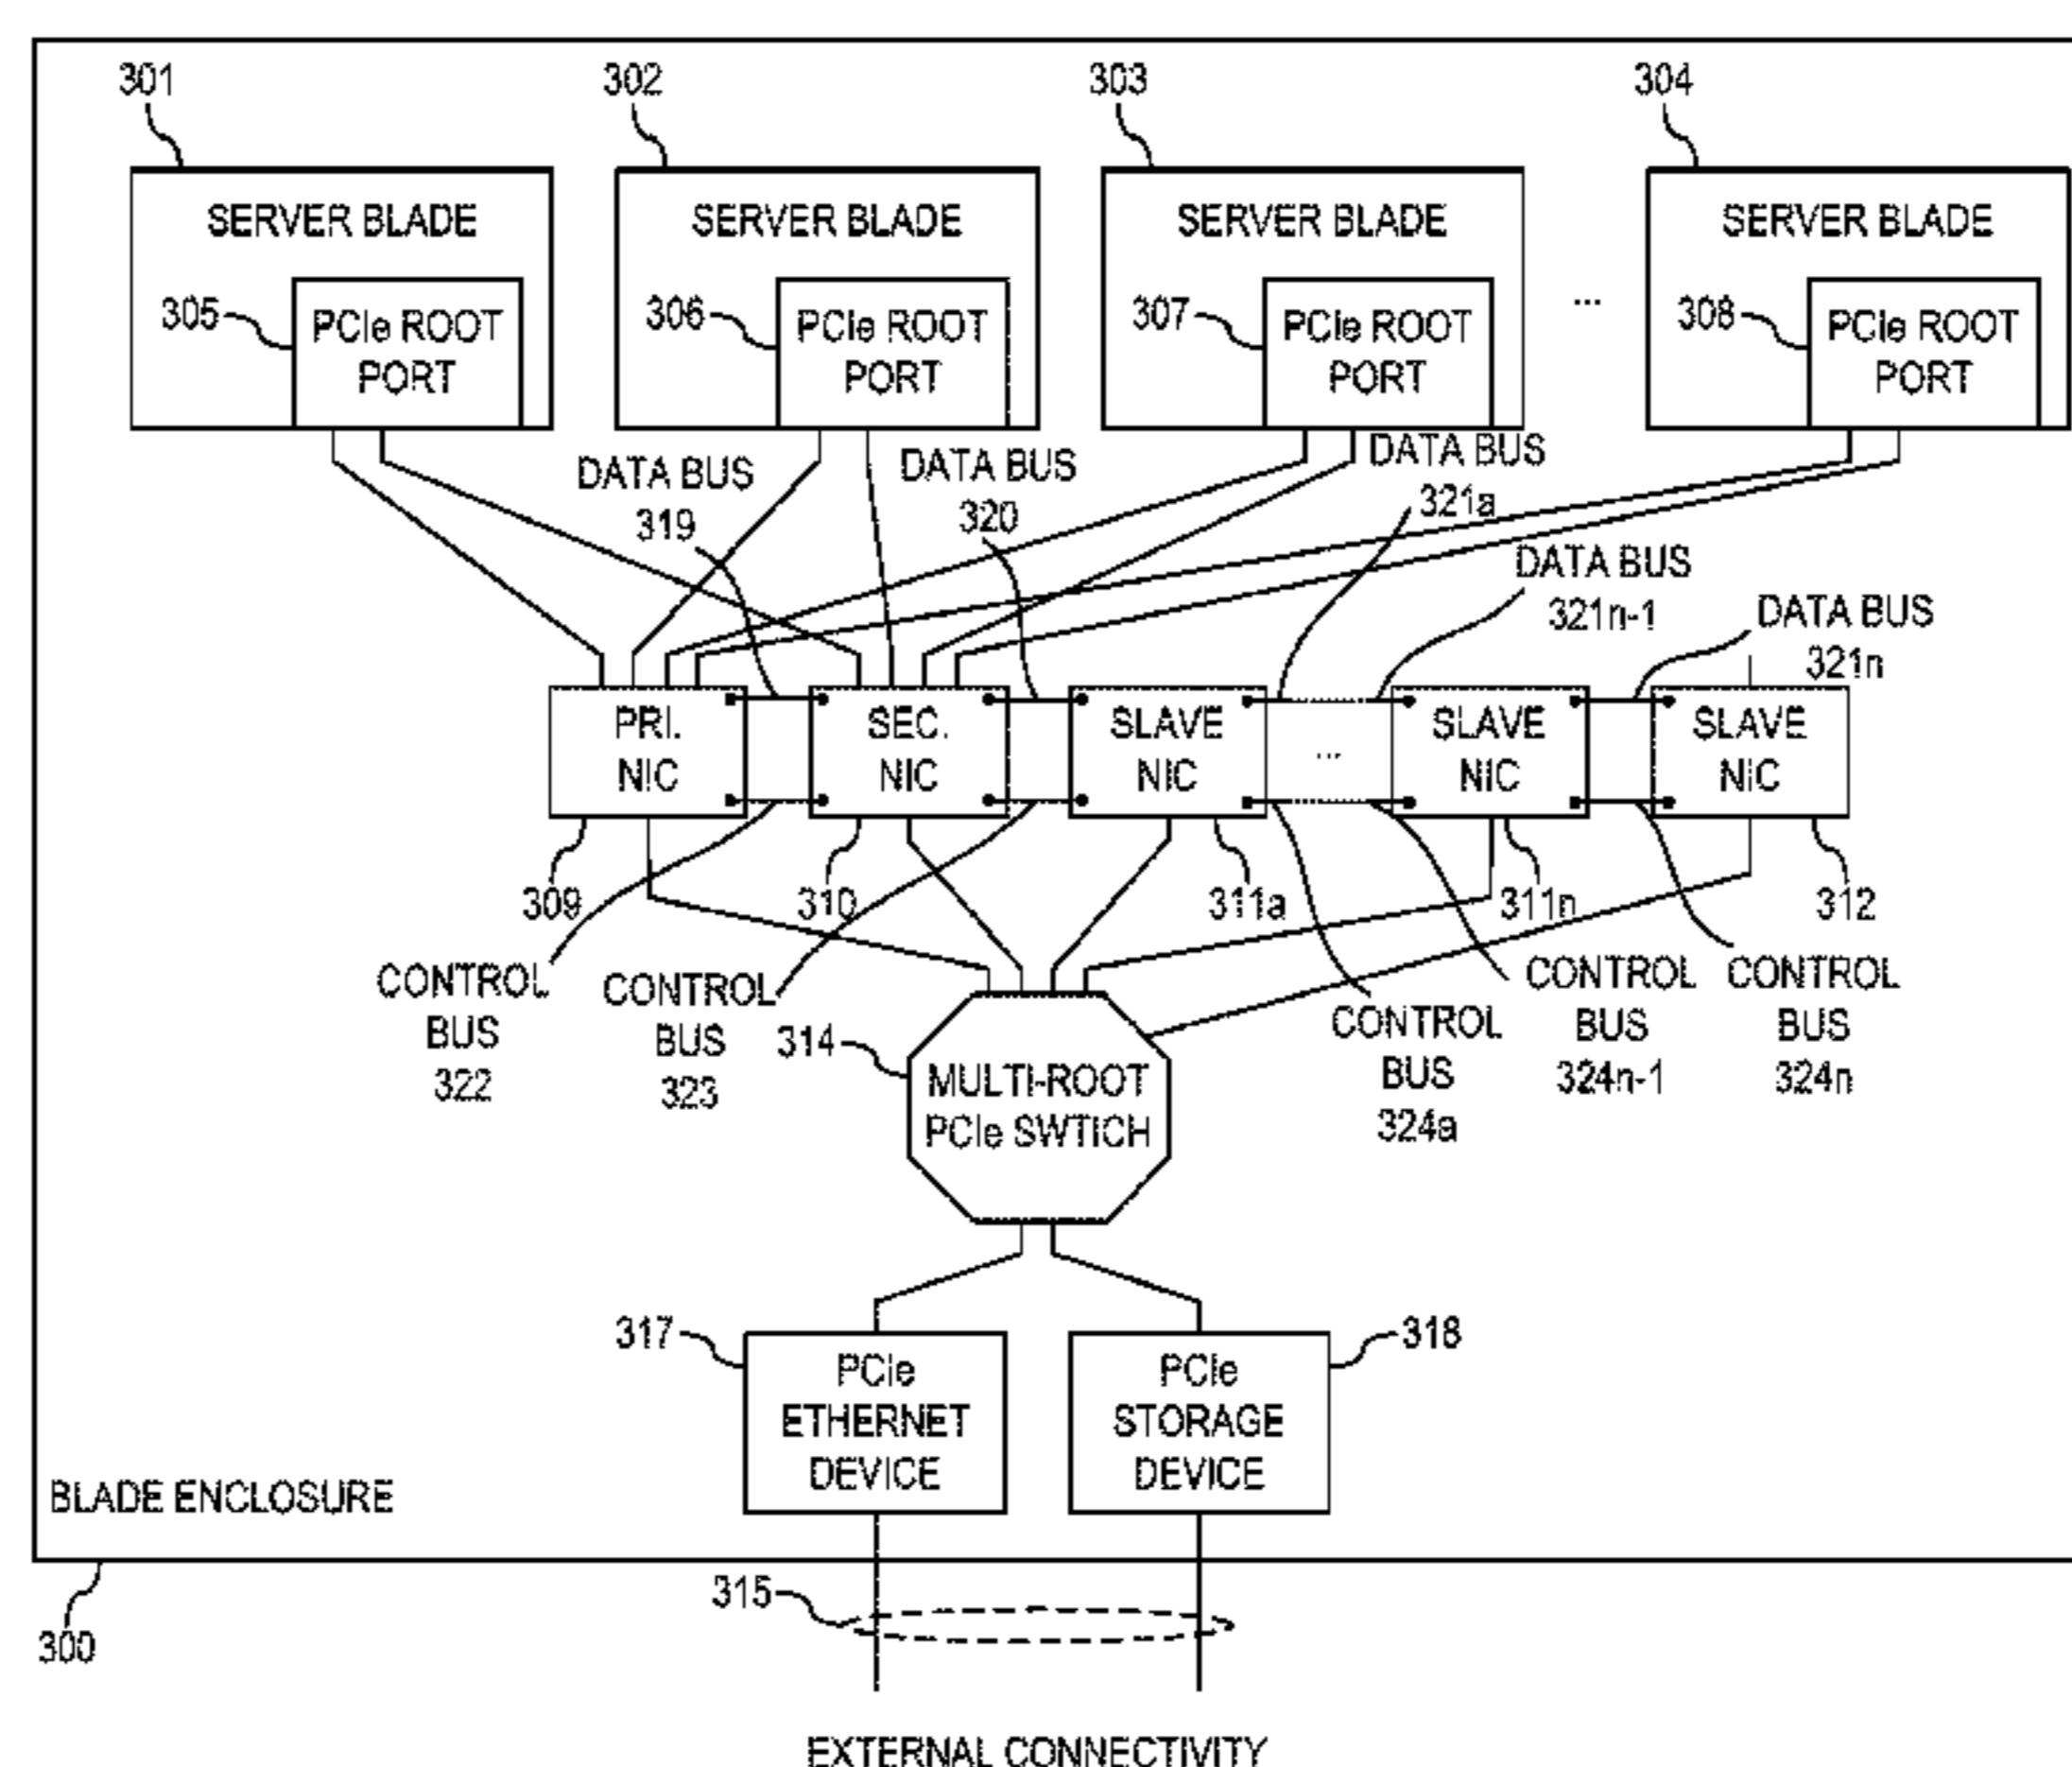 301
302
303
304
SERVER BLADE
SERVER BLADE
SERVER BLADE
SERVER BLADE
305
PCIe ROOT
PORT
306
PCIe ROOT
PORT
307
PCIe ROOT
PORT
...
308
PCIe ROOT
PORT
DATA BUS
319
DATA BUS
320
DATA BUS
321a
DATA BUS
321n-1
DATA BUS
321n
PRI.
NIC
SEC.
NIC
SLAVE
NIC
...
SLAVE
NIC
SLAVE
NIC
309
310
311a
311n
312
CONTROL
BUS
322
CONTROL
BUS
323
314
MULTI-ROOT
PCIe SWTICH
CONTROL
BUS
324a
CONTROL
BUS
324n-1
CONTROL
BUS
324n
317
PCIe
ETHERNET
DEVICE
PCIe
STORAGE
DEVICE
318
BLADE ENCLOSURE
300
315
EXTERNAL CONNECTIVITY